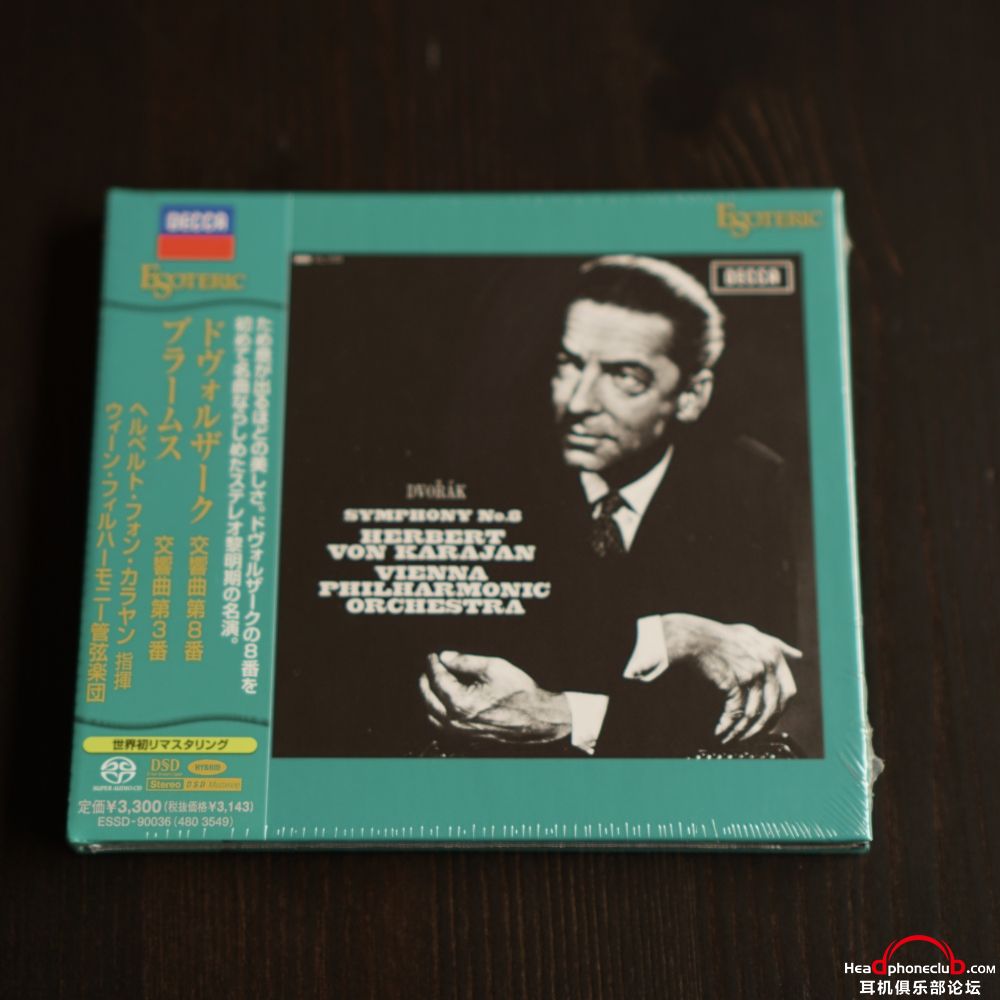 DECCA
ESOTERIC
ため息が出るほどの美しさ。ドヴォルザークの8番を
初めて名曲ならしめたステレオ黎明期の名演。
ドヴォルザーク 交響曲第8番
ブラームス 交響曲第3番
ヘルベルト・フォン・カラヤン 指揮
ウィーン・フィルハーモニー管弦楽団
世界初リマスタリング
SUPER AUDIO CD
DSD
HYBRID
Stereo DSD Mastering
定価¥3,300(税抜価格¥3,143)
ESSD-90036 (480 3549)
ESOTERIC
DECCA
DVOŘÁK
SYMPHONY No.8
HERBERT
VON KARAJAN
VIENNA
PHILHARMONIC
ORCHESTRA
Headphoneclub.com
耳机俱乐部论坛